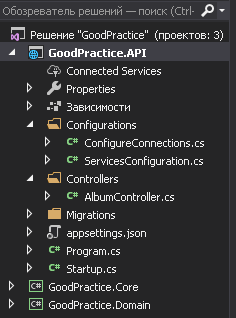 Обозреватель решений — поиск (Ctrl-
Решение "GoodPractice" (проектов: 3)
GoodPractice.API
Connected Services
Properties
Зависимости
Configurations
C# ConfigureConnections.cs
C# ServicesConfiguration.cs
Controllers
C# AlbumController.cs
Migrations
appsettings.json
C# Program.cs
C# Startup.cs
C# GoodPractice.Core
C# GoodPractice.Domain